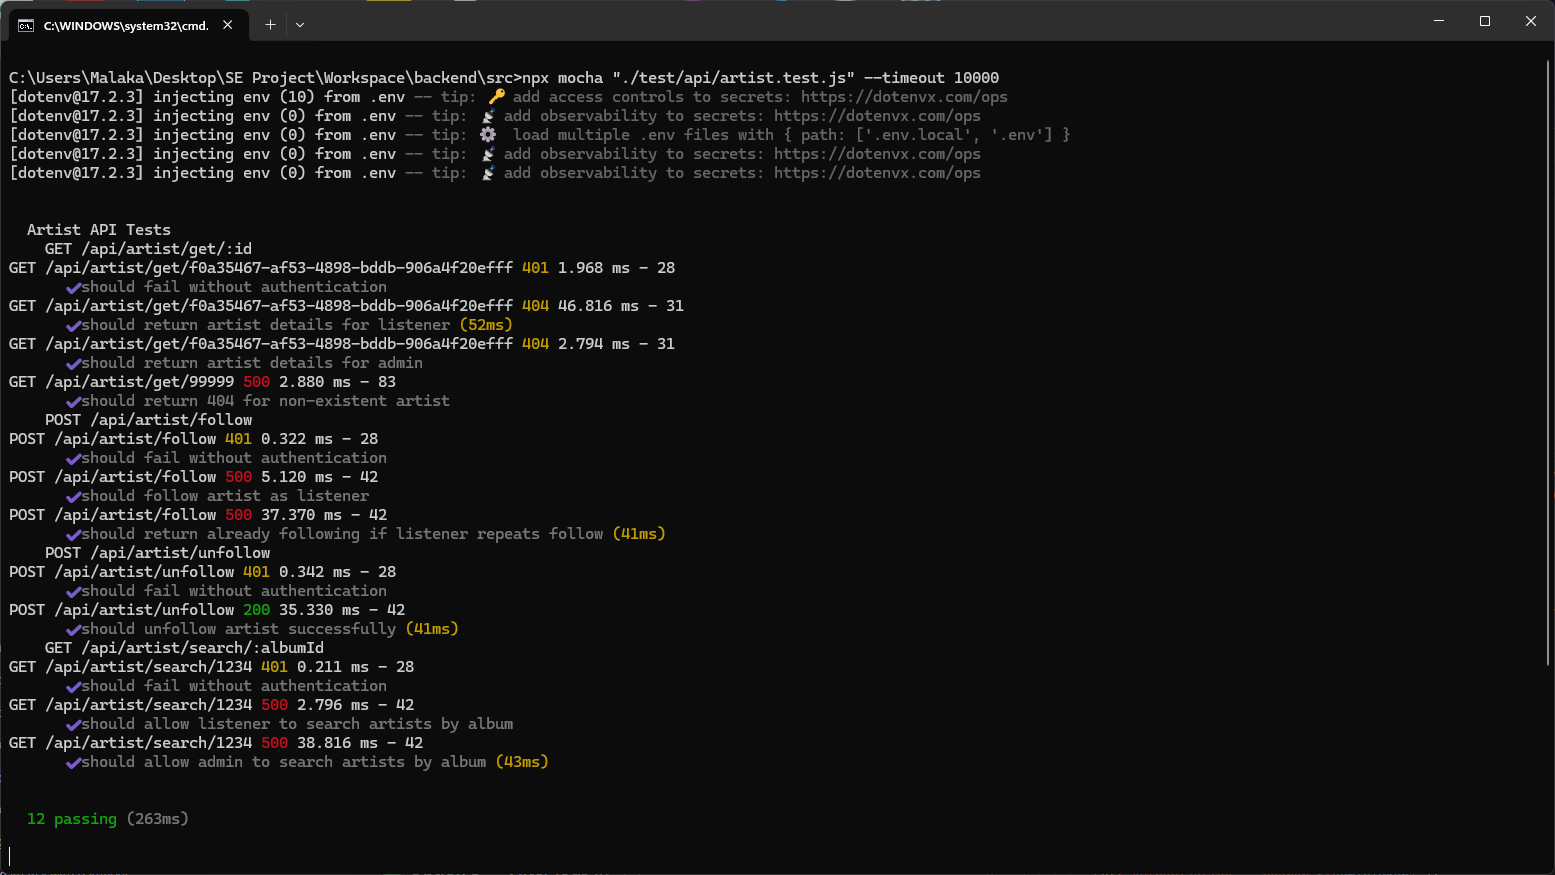 C:\WINDOWS\system32\cmd.
C:\Users\Malaka\Desktop\SE Project\Workspace\backend\src>npx mocha "./test/api/artist.test.js" --timeout 10000
[dotenv@17.2.3] injecting env (10) from .env -- tip: 🔑 add access controls to secrets: https://dotenvx.com/ops
[dotenv@17.2.3] injecting env (0) from .env -- tip: 📡 add observability to secrets: https://dotenvx.com/ops
[dotenv@17.2.3] injecting env (0) from .env -- tip: ⚙️ load multiple .env files with { path: ['.env.local', '.env'] }
[dotenv@17.2.3] injecting env (0) from .env -- tip: 📡 add observability to secrets: https://dotenvx.com/ops
[dotenv@17.2.3] injecting env (0) from .env -- tip: 📡 add observability to secrets: https://dotenvx.com/ops
Artist API Tests
GET /api/artist/get/:id
GET /api/artist/get/f0a35467-af53-4898-bddb-906a4f20efff 401 1.968 ms - 28
✔should fail without authentication
GET /api/artist/get/f0a35467-af53-4898-bddb-906a4f20efff 404 46.816 ms - 31
✔should return artist details for listener (52ms)
GET /api/artist/get/f0a35467-af53-4898-bddb-906a4f20efff 404 2.794 ms - 31
✔should return artist details for admin
GET /api/artist/get/99999 500 2.880 ms - 83
✔should return 404 for non-existent artist
POST /api/artist/follow
POST /api/artist/follow 401 0.322 ms - 28
✔should fail without authentication
POST /api/artist/follow 500 5.120 ms - 42
✔should follow artist as listener
POST /api/artist/follow 500 37.370 ms - 42
✔should return already following if listener repeats follow (41ms)
POST /api/artist/unfollow
POST /api/artist/unfollow 401 0.342 ms - 28
✔should fail without authentication
POST /api/artist/unfollow 200 35.330 ms - 42
✔should unfollow artist successfully (41ms)
GET /api/artist/search/:albumId
GET /api/artist/search/1234 401 0.211 ms - 28
✔should fail without authentication
GET /api/artist/search/1234 500 2.796 ms - 42
✔should allow listener to search artists by album
GET /api/artist/search/1234 500 38.816 ms - 42
✔should allow admin to search artists by album (43ms)
12 passing (263ms)